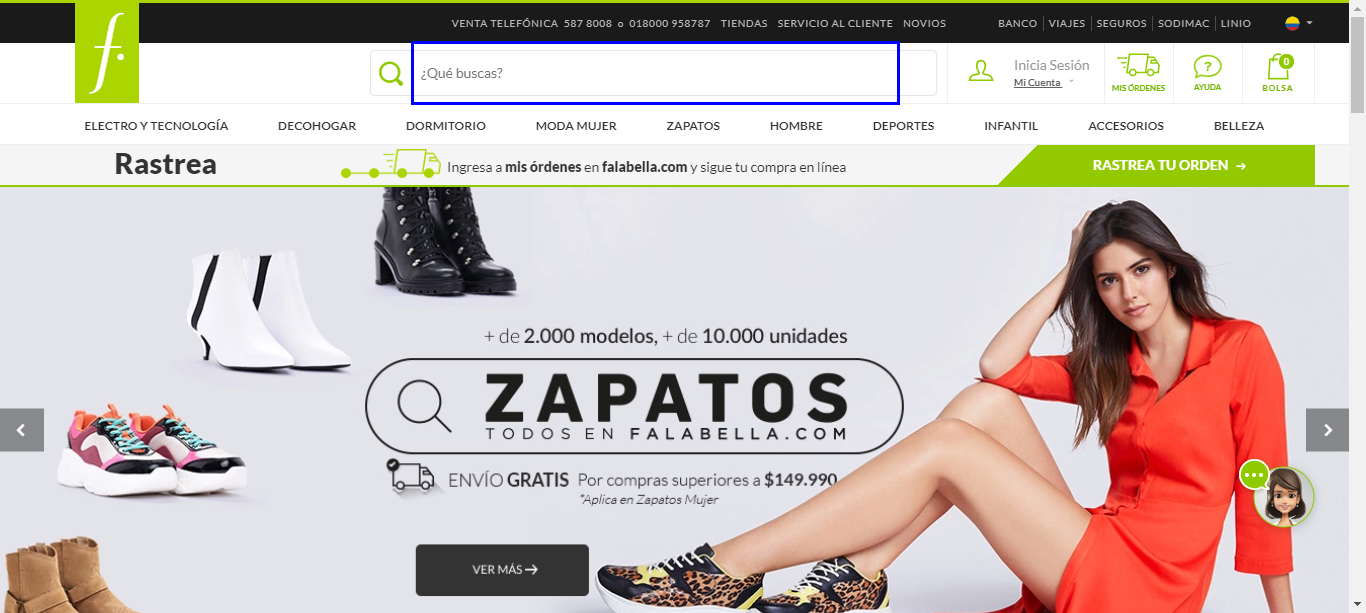 VENTA TELEFÓNICA 587 8008 o 018000 958787 TIENDAS SERVICIO AL CLIENTE NOVIOS BANCO VIAJES SEGUROS SODIMAC LINIO
f.
¿Qué buscas?
Inicia Sesión
Mi Cuenta
MIS ÓRDENES
?
AYUDA
0
BOLSA
ELECTRO Y TECNOLOGÍA DECOHOGAR DORMITORIO MODA MUJER ZAPATOS HOMBRE DEPORTES INFANTIL ACCESORIOS BELLEZA
Rastrea Ingresa a mis órdenes en falabella.com y sigue tu compra en línea RASTREA TU ORDEN →
+ de 2.000 modelos, + de 10.000 unidades
ZAPATOS
TODOS EN FALABELLA.COM
ENVÍO GRATIS Por compras superiores a $149.990
*Aplica en Zapatos Mujer
VER MÁS →